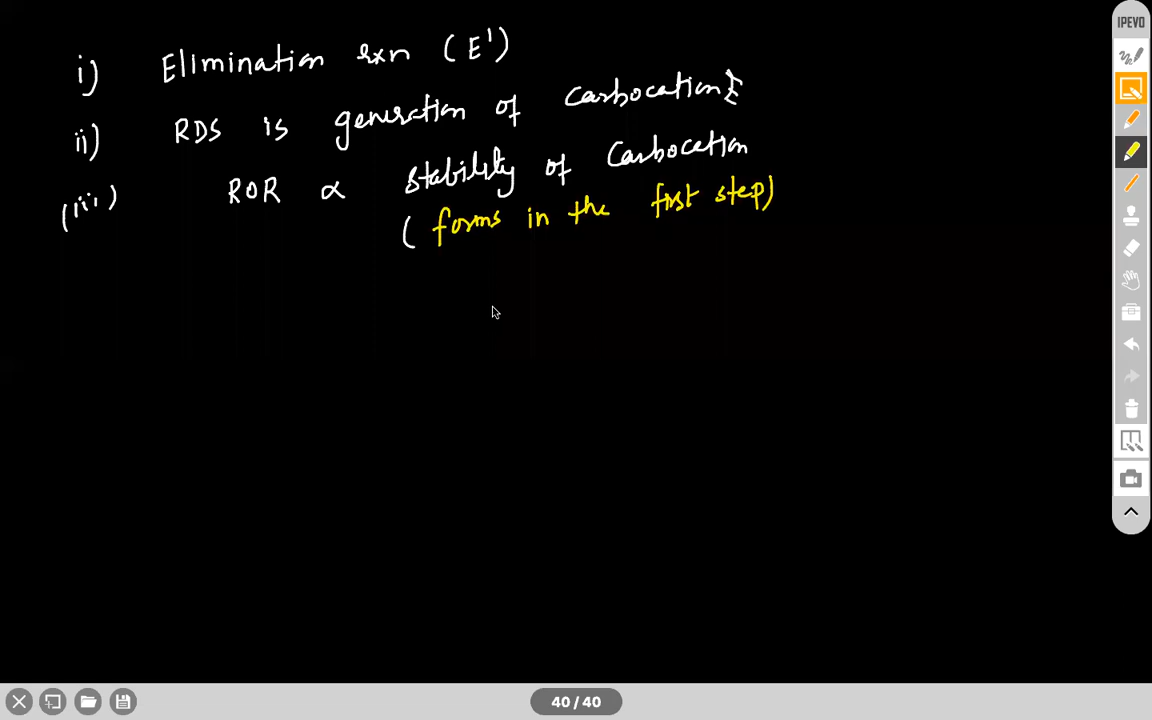 IPEVO
i) Elimination rxn (E¹)
ii) RDS is generation of Carbocation
(iii) ROR ∝ stability of Carbocation
(forms in the first step)
40 / 40